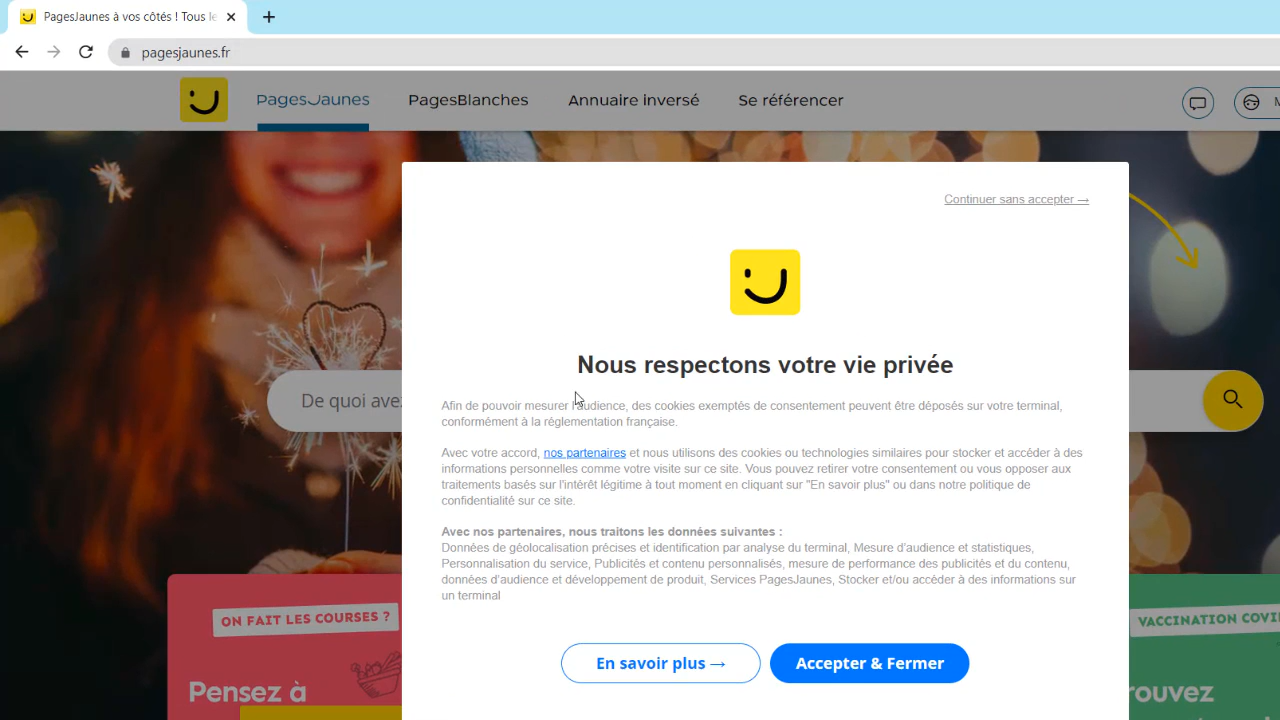 PagesJaunes à vos côtés ! Tous le
pagesjaunes.fr
PagesJaunes
PagesBlanches
Annuaire inversé
Se référencer
Continuer sans accepter →
De quoi ave
Nous respectons votre vie privée
Afin de pouvoir mesurer l'audience, des cookies exemptés de consentement peuvent être déposés sur votre terminal,
conformément à la réglementation française.
Avec votre accord, nos partenaires et nous utilisons des cookies ou technologies similaires pour stocker et accéder à des
informations personnelles comme votre visite sur ce site. Vous pouvez retirer votre consentement ou vous opposer aux
traitements basés sur l'intérêt légitime à tout moment en cliquant sur "En savoir plus" ou dans notre politique de
confidentialité sur ce site.
Avec nos partenaires, nous traitons les données suivantes :
Données de géolocalisation précises et identification par analyse du terminal, Mesure d'audience et statistiques,
Personnalisation du service, Publicités et contenu personnalisés, mesure de performance des publicités et du contenu,
données d'audience et développement de produit, Services PagesJaunes, Stocker et/ou accéder à des informations sur
un terminal
En savoir plus →
Accepter & Fermer
ON FAIT LES COURSES ?
Pensez à
VACCINATION COVI
rouvez